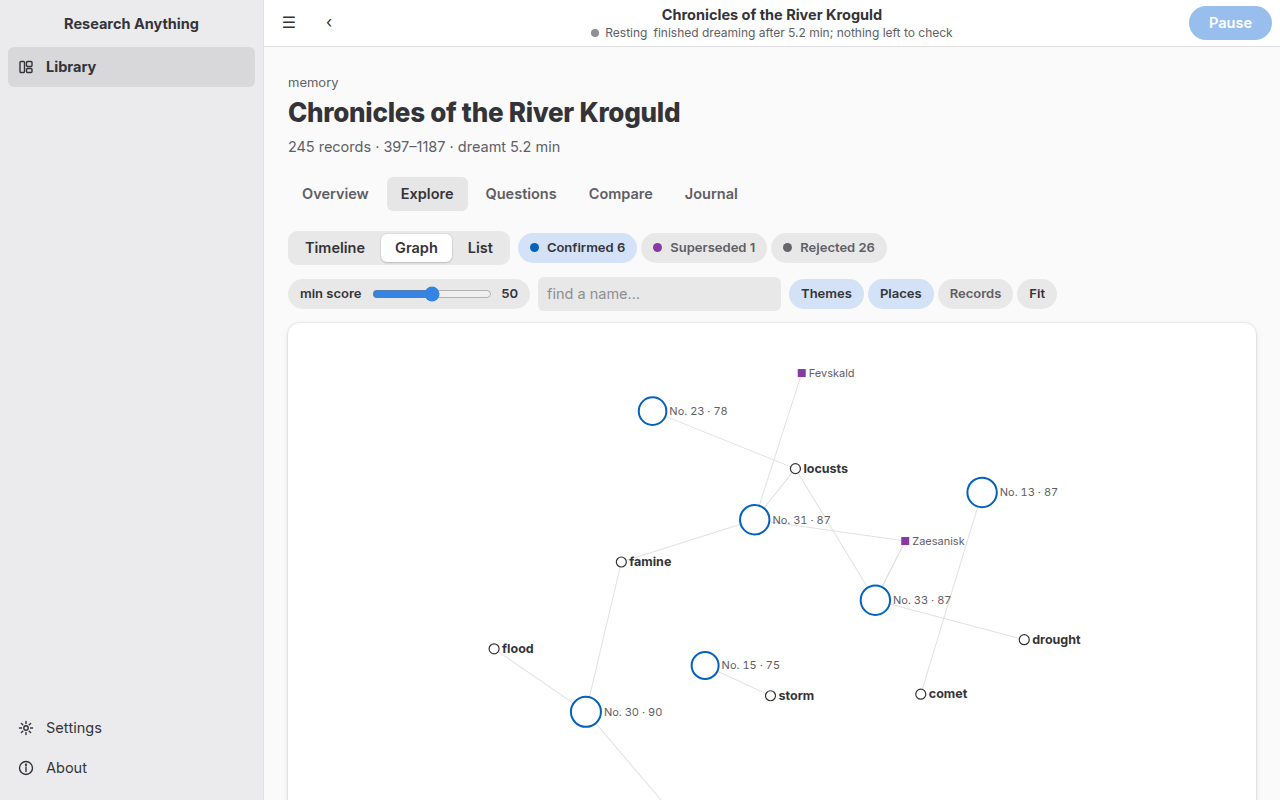 Research Anything
Library
Settings
About
Chronicles of the River Kroguld
Resting finished dreaming after 5.2 min; nothing left to check
Pause
memory
Chronicles of the River Kroguld
245 records · 397–1187 · dreamt 5.2 min
Overview Explore Questions Compare Journal
Timeline Graph List Confirmed 6 Superseded 1 Rejected 26
min score 50 find a name... Themes Places Records Fit
Fevskald
No. 23 · 78
locusts
No. 13 · 87
No. 31 · 87
Zaesanisk
famine
No. 33 · 87
drought
flood
No. 15 · 75
storm
comet
No. 30 · 90